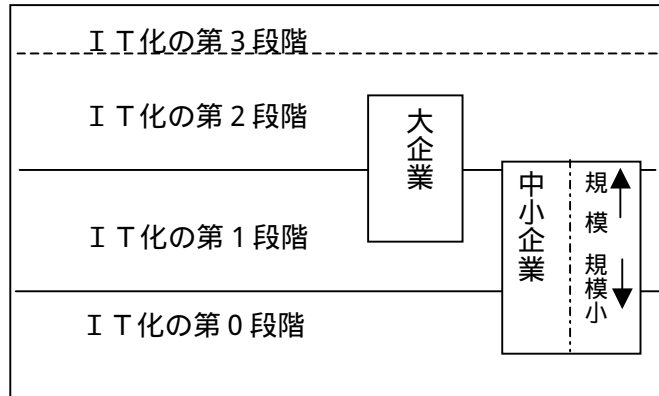 ＩＴ化の第３段階
ＩＴ化の第２段階
大企業
中小企業
規模
規模小
ＩＴ化の第１段階
ＩＴ化の第０段階